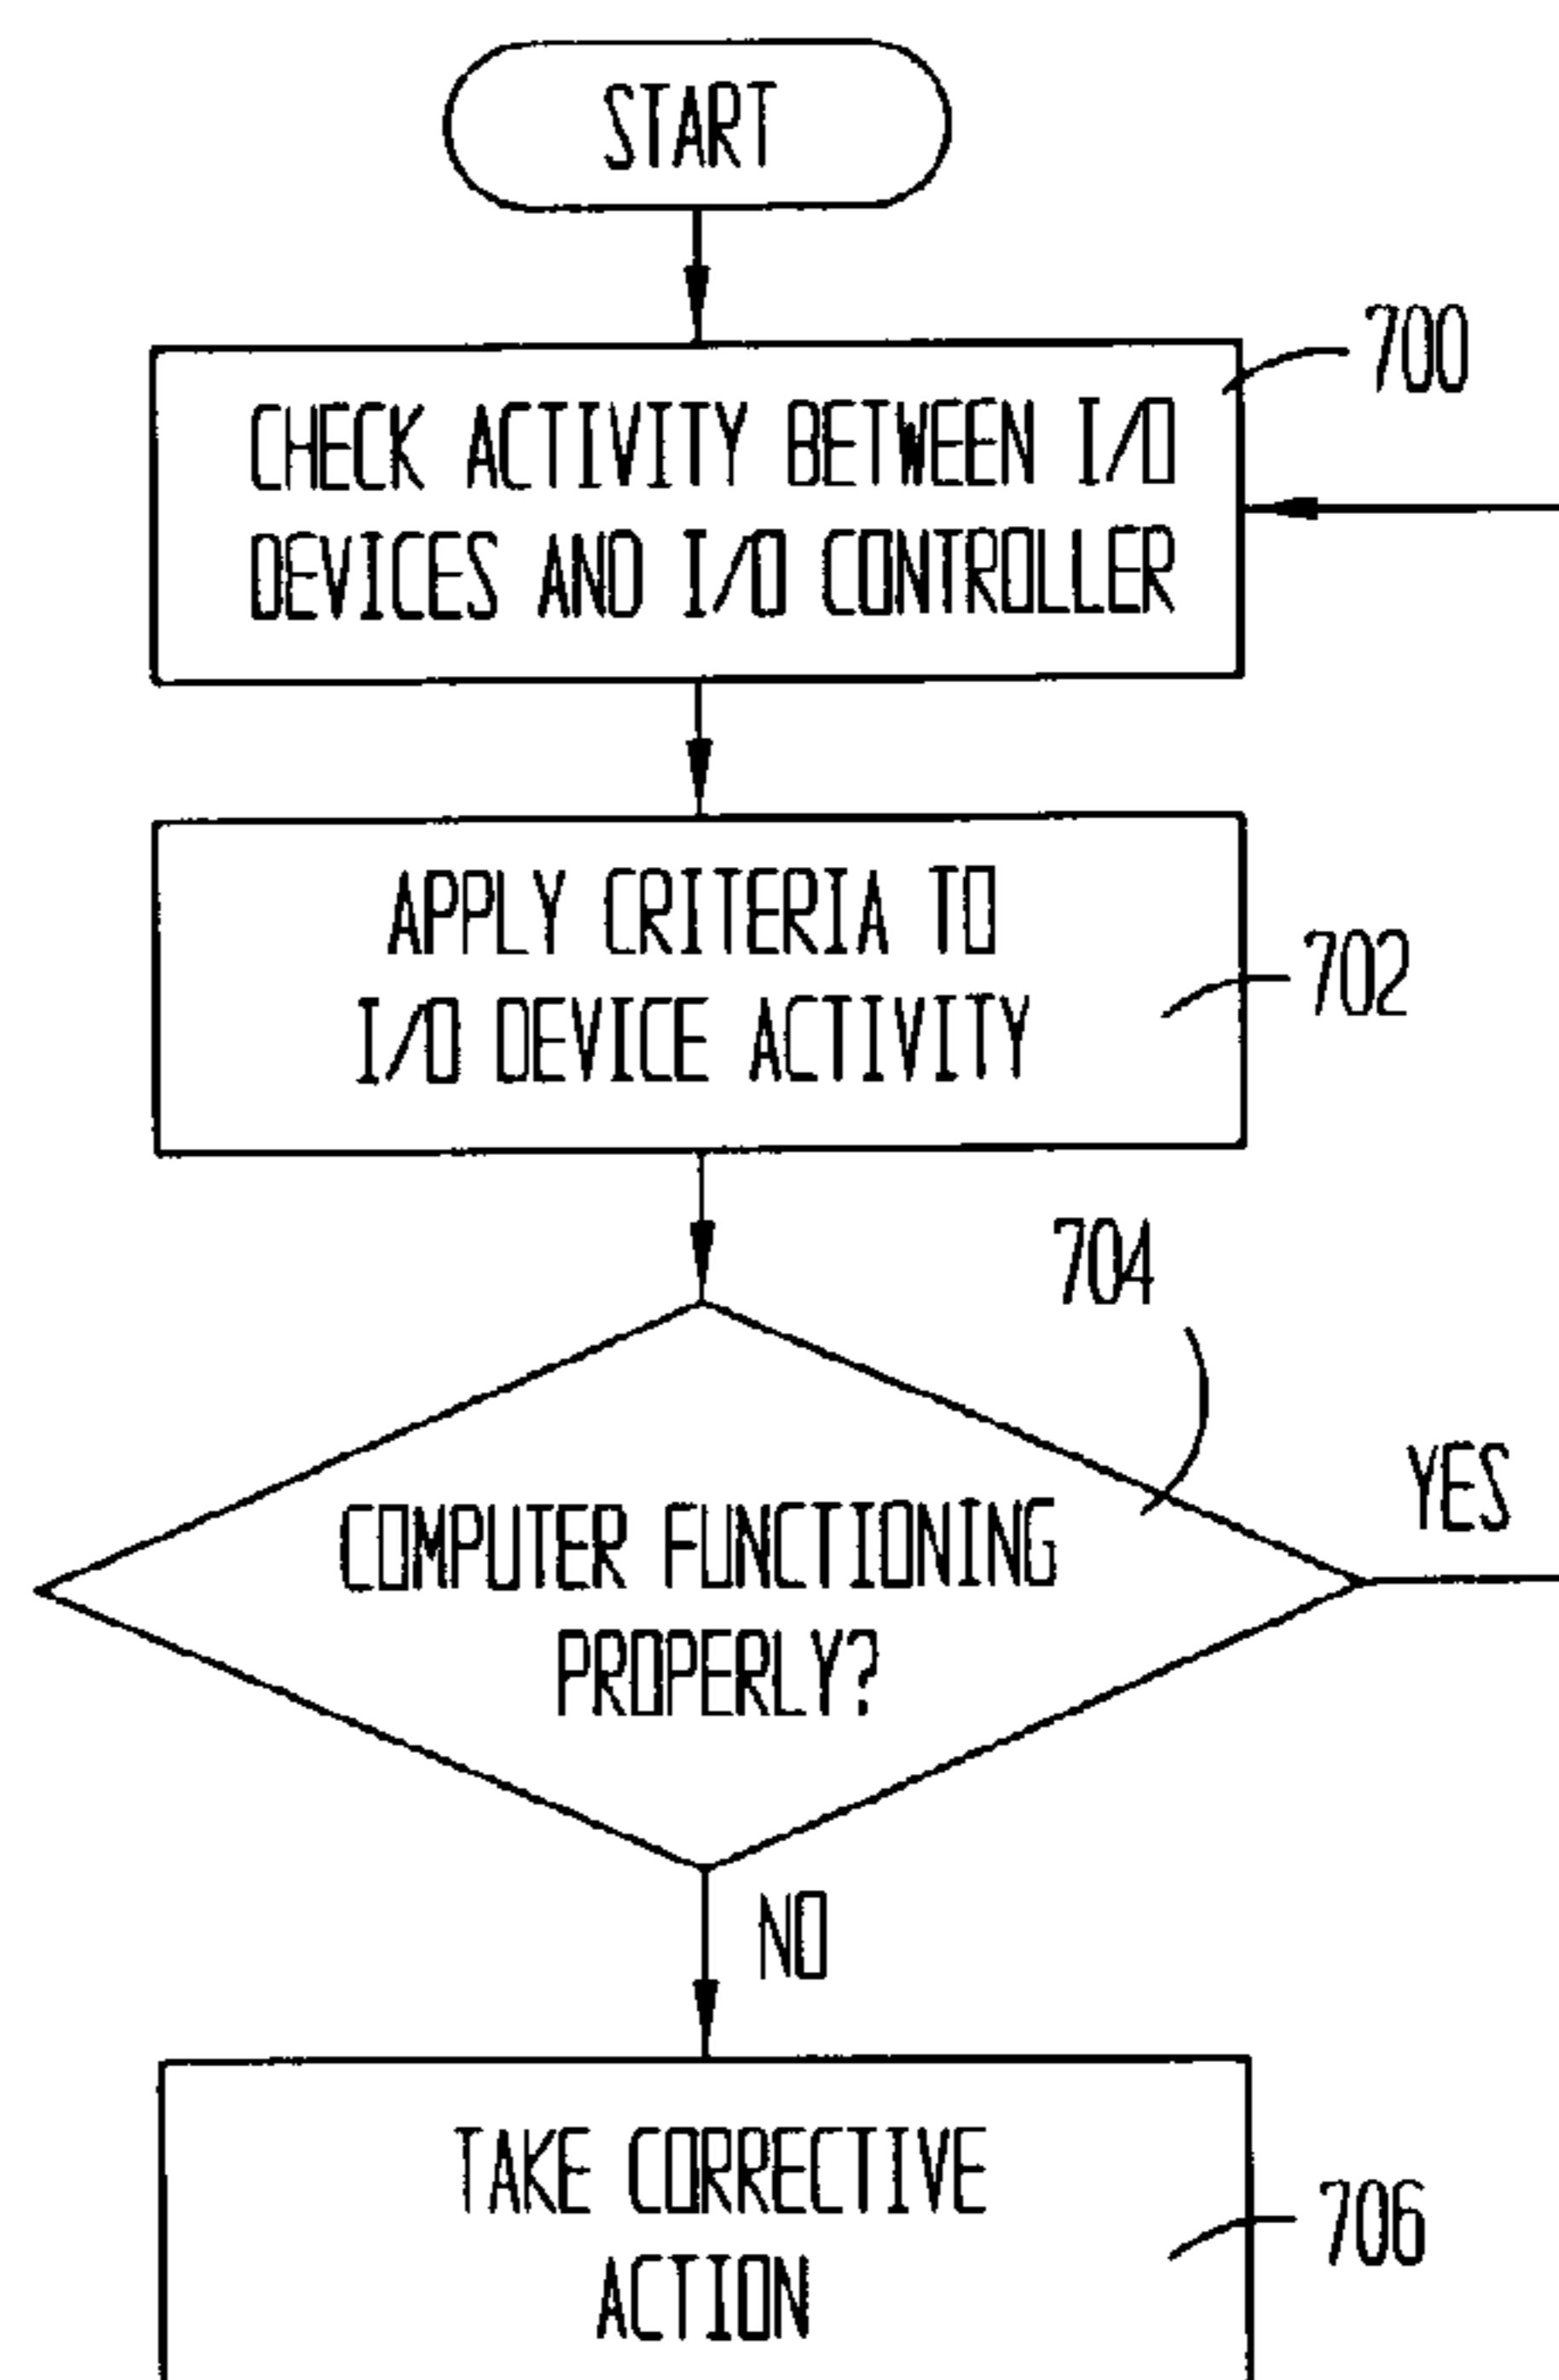 START
700
CHECK ACTIVITY BETWEEN I/O
DEVICES AND I/O CONTROLLER
APPLY CRITERIA TO
I/O DEVICE ACTIVITY
702
704
YES
COMPUTER FUNCTIONING
PROPERLY?
NO
TAKE CORRECTIVE
ACTION
706